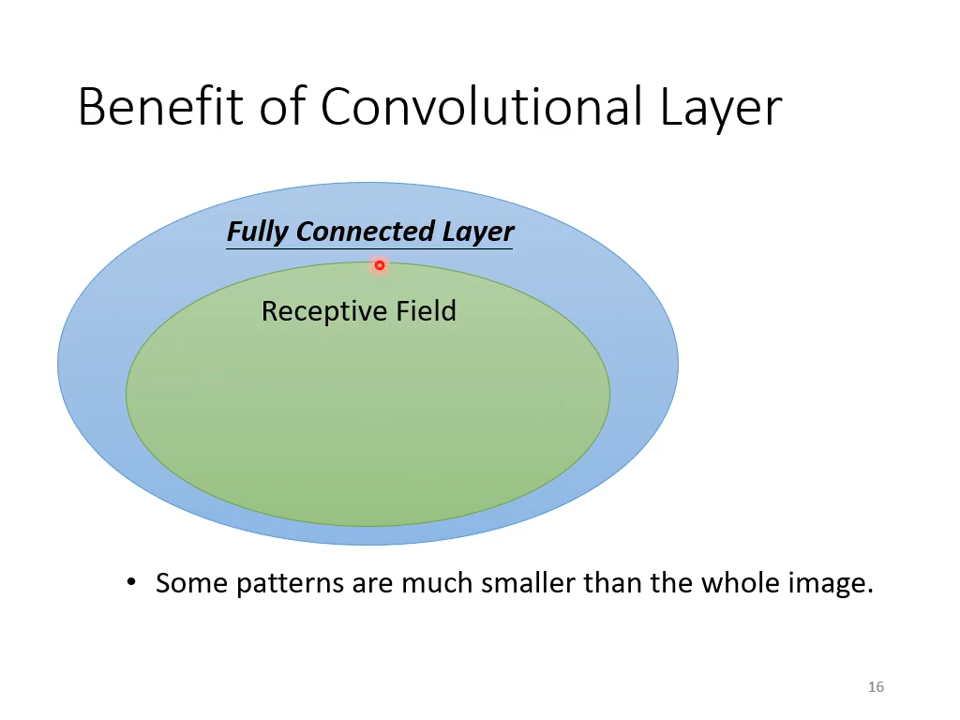 Benefit of Convolutional Layer
Fully Connected Layer
Receptive Field
• Some patterns are much smaller than the whole image.
16